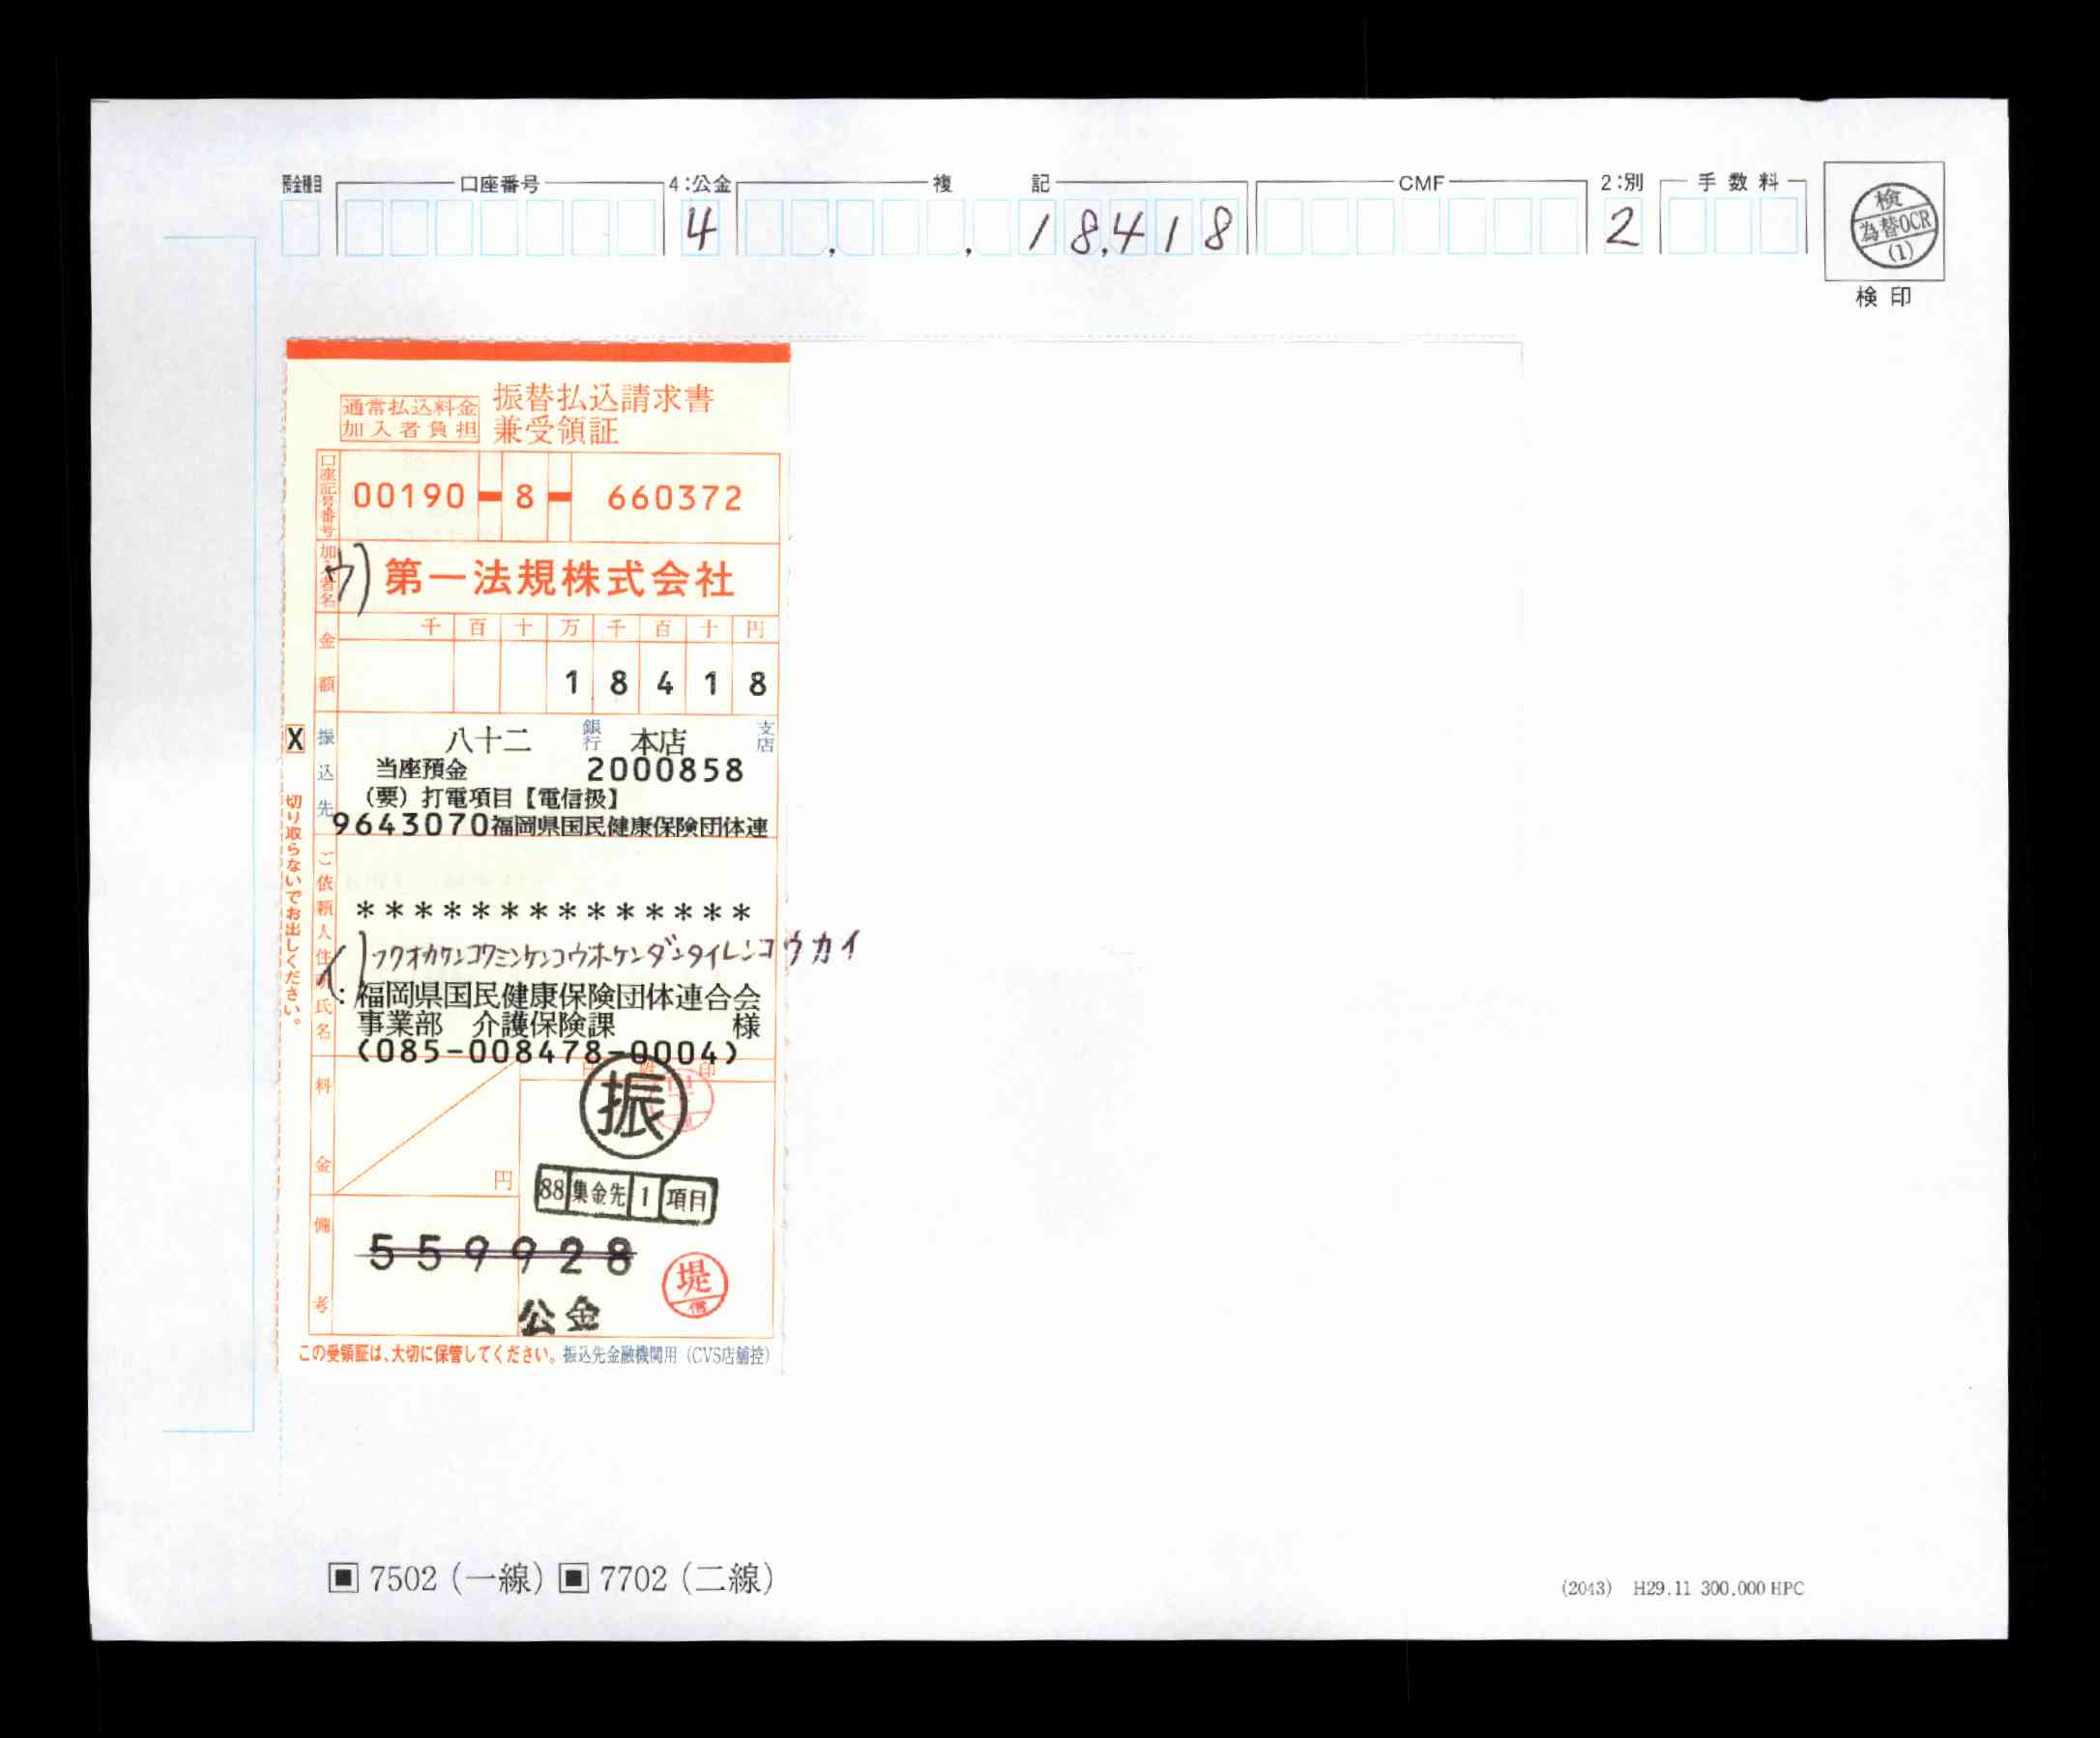 預金種目 口座番号 4:公金 複 記 CMF 2:別 手数料
4 18,418 2
検
為替OCR
(1)
検印
通常払込料金
加入者負担
振替払込請求書
兼受領証
口座記号番号 00190-8-660372
加入者名 ウ) 第一法規株式会社
金額 千 百 十 万 千 百 十 円
1 8 4 1 8
X 振込先 八十二 銀行 本店 支店
当座預金 2000858
(要)打電項目【電信扱】
9643070福岡県国民健康保険団体連
切り取らないでお出しください。
ご依頼人住所氏名
**************
イ)フクオカケンコクミンケンコウホケンダンタイレンゴウカイ
:福岡県国民健康保険団体連合会
事業部 介護保険課 様
(085-008478-0004)
料金 円
印
振
88 集金先 1 項目
備考
559928
堤
信
公金
この受領証は、大切に保管してください。振込先金融機関用(CVS店舗控)
▣7502(一線)▣7702(二線)
(2043) H29.11 300,000 HPC